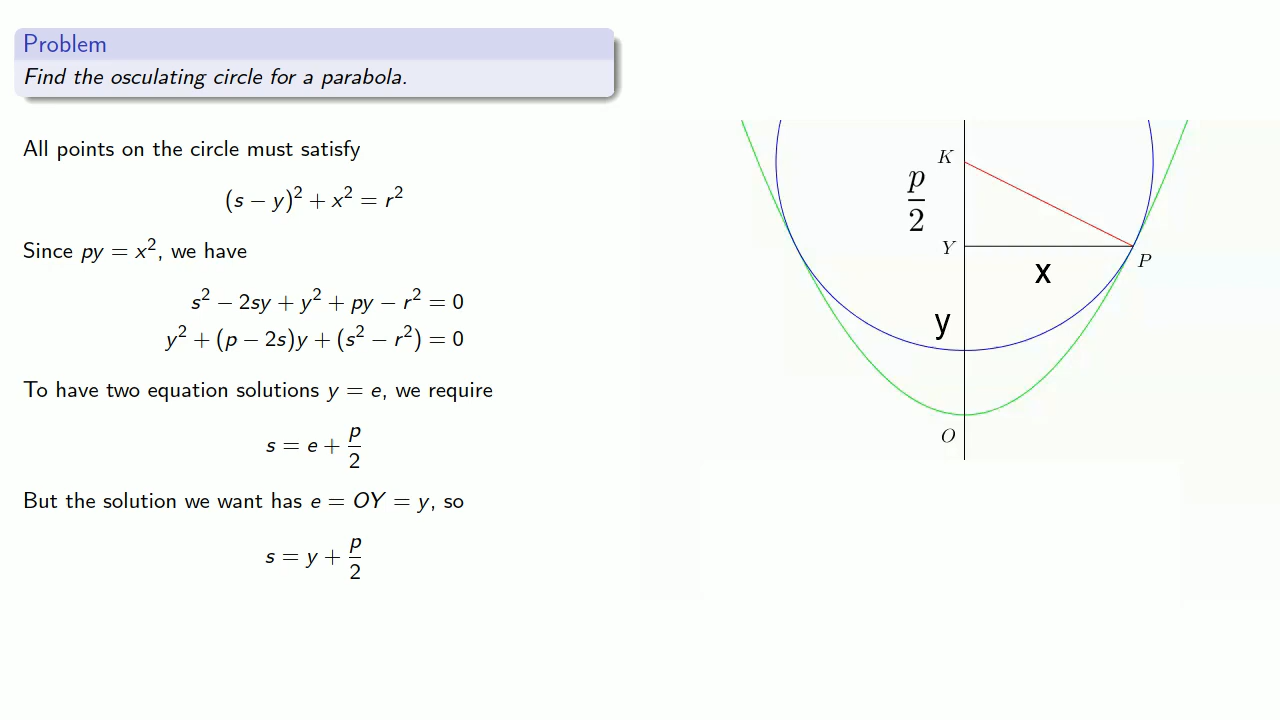 Problem
Find the osculating circle for a parabola.
All points on the circle must satisfy
(s − y)² + x² = r²
Since py = x², we have
s² − 2sy + y² + py − r² = 0
y² + (p − 2s)y + (s² − r²) = 0
To have two equation solutions y = e, we require
s = e + p/2
But the solution we want has e = OY = y, so
s = y + p/2
K
p/2
Y
P
x
y
O